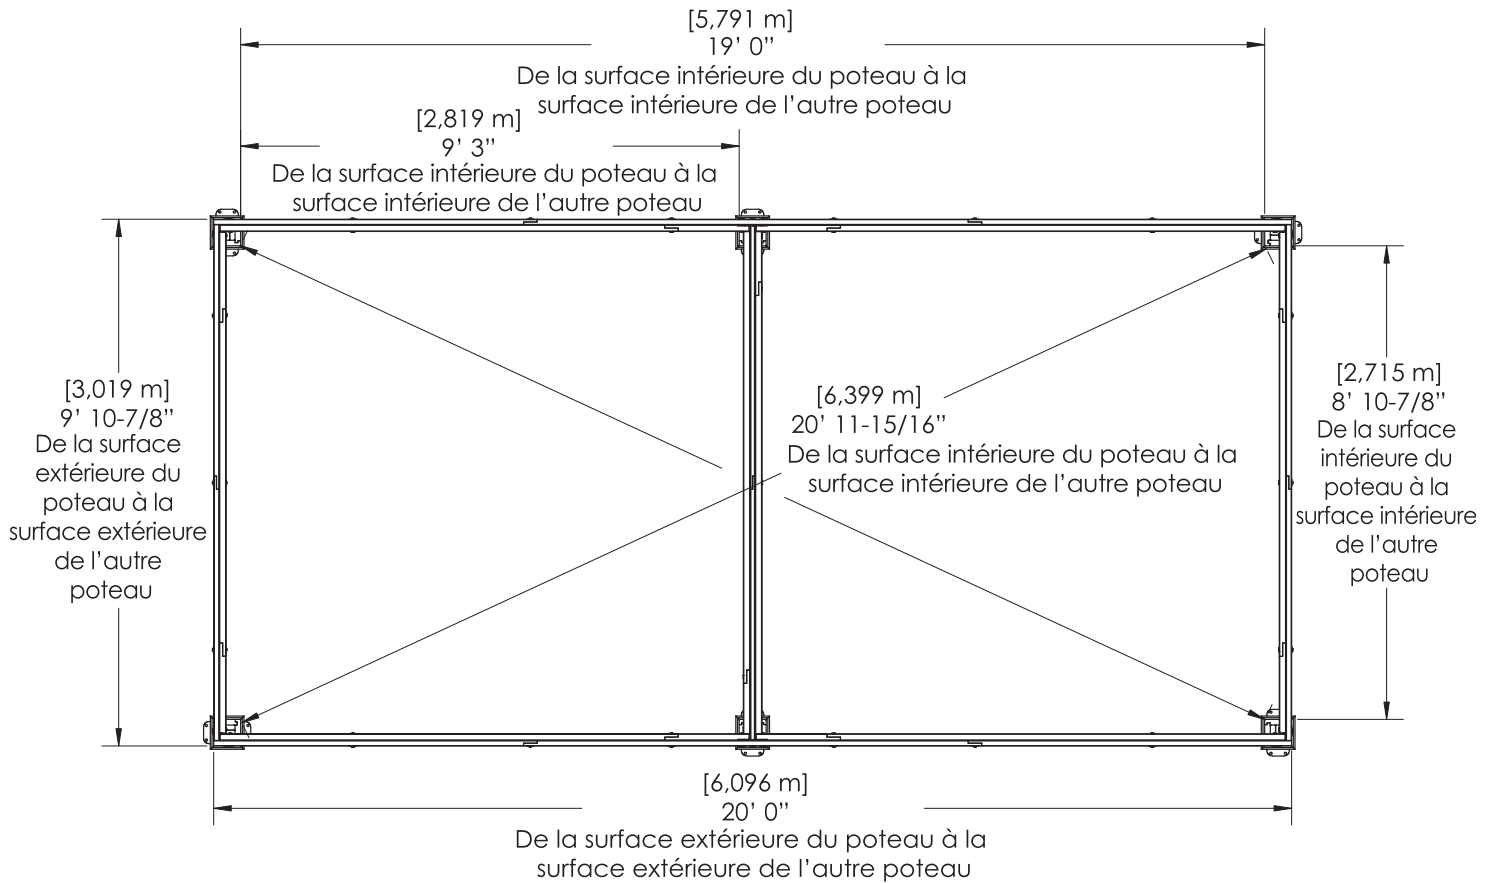 [5,791 m]
19’ 0”
De la surface intérieure du poteau à la
surface intérieure de l’autre poteau
[2,819 m]
9’ 3”
De la surface intérieure du poteau à la
surface intérieure de l’autre poteau
[3,019 m]
9’ 10-7/8”
De la surface
extérieure du
poteau à la
surface extérieure
de l’autre
poteau
[6,399 m]
20’ 11-15/16”
De la surface intérieure du poteau à la
surface intérieure de l’autre poteau
[2,715 m]
8’ 10-7/8”
De la surface
intérieure du
poteau à la
surface intérieure
de l’autre
poteau
[6,096 m]
20’ 0”
De la surface extérieure du poteau à la
surface extérieure de l’autre poteau